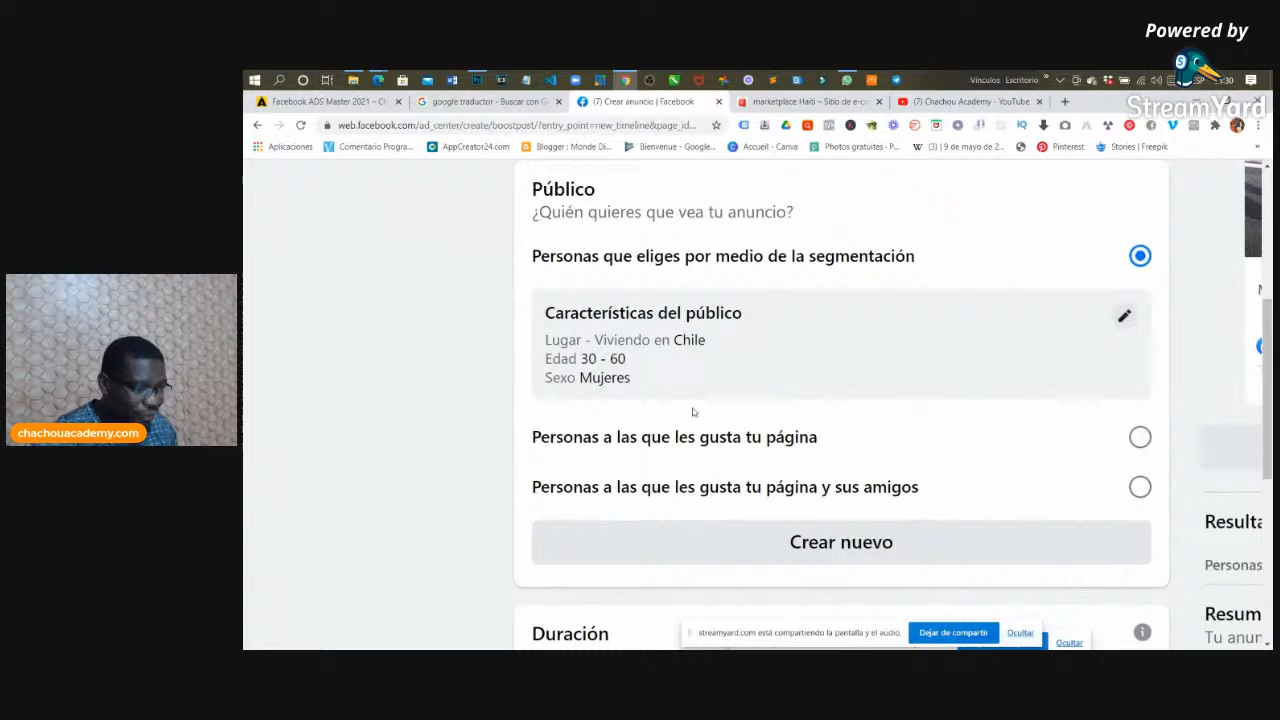 Powered by
StreamYard
Vínculos Escritorio
Facebook ADS Master 2021 – Ch
google traductor - Buscar con G
(7) Crear anuncio | Facebook
marketplace Haiti – Sitio de e-co
(7) Chachou Academy - YouTube
web.facebook.com/ad_center/create/boostpost/?entry_point=new_timeline&page_id...
Aplicaciones
Comentario Progra...
AppCreator24.com
Blogger : Monde Di...
Bienvenue - Google...
Accueil - Canva
Photos gratuites - P...
(3) | 9 de mayo de 2...
Pinterest
Stories | Freepik
Público
¿Quién quieres que vea tu anuncio?
Personas que eliges por medio de la segmentación
Características del público
Lugar - Viviendo en Chile
Edad 30 - 60
Sexo Mujeres
Personas a las que les gusta tu página
Personas a las que les gusta tu página y sus amigos
Crear nuevo
Duración
streamyard.com está compartiendo la pantalla y el audio.
Dejar de compartir
Ocultar
Ocultar
Resulta
Personas
Resum
Tu anun
chachouacademy.com